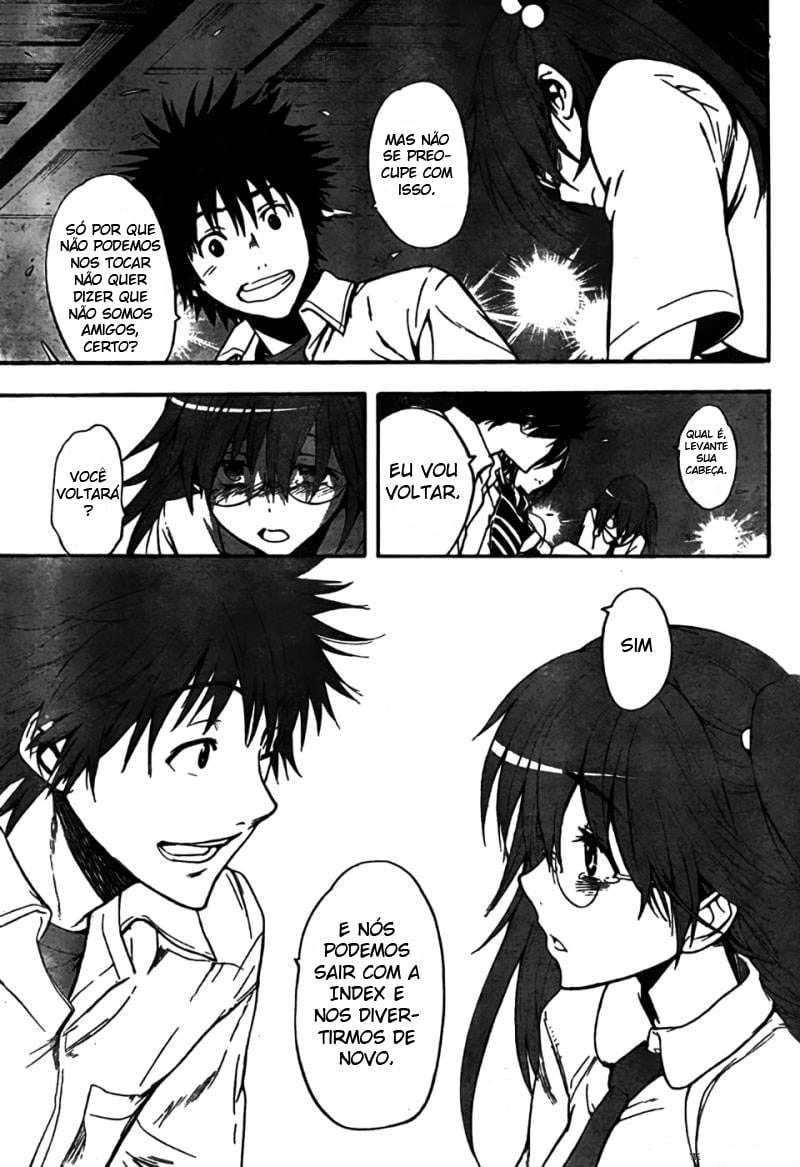 MAS NÃO
SE PREO-
CUPE COM
ISSO.
SÓ POR QUE
NÃO PODEMOS
NOS TOCAR
NÃO QUER
DIZER QUE
NÃO SOMOS
AMIGOS,
CERTO?
QUAL É,
LEVANTE
SUA
CABEÇA.
EU VOU
VOLTAR.
VOCÊ
VOLTARÁ
?
SIM
E NÓS
PODEMOS
SAIR COM A
INDEX E
NOS DIVER-
TIRMOS DE
NOVO.